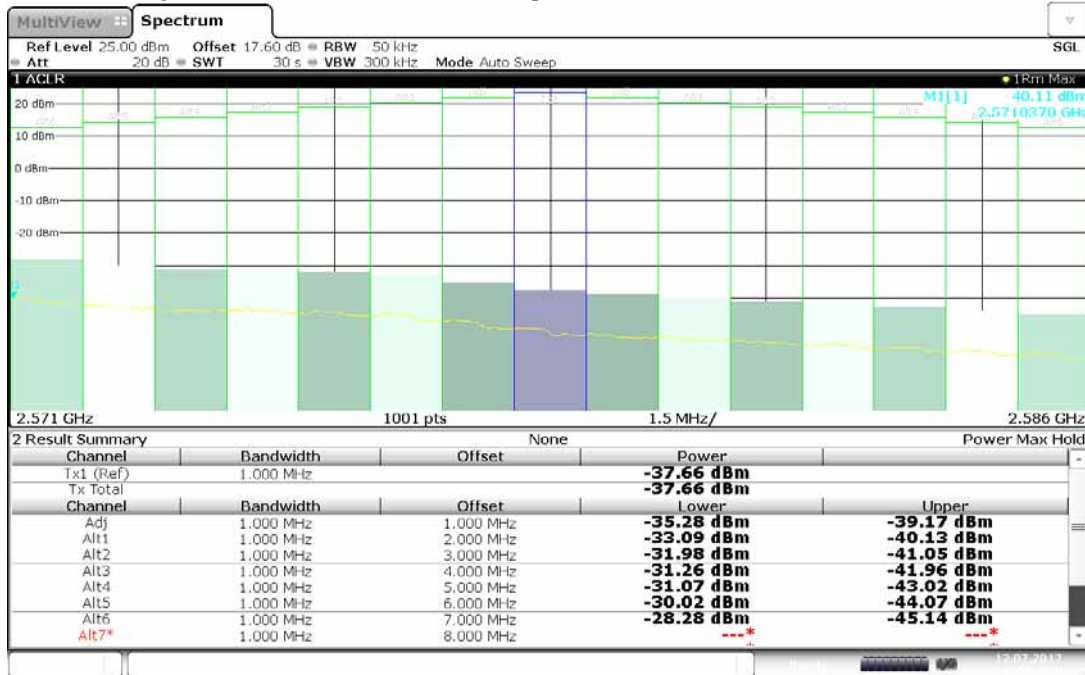 MultiView Spectrum
Ref Level 25.00 dBm Offset 17.60 dB RBW 50 kHz SGL
Att 20 dB SWT 30 s VBW 300 kHz Mode Auto Sweep
1 ACLR 1Rm Max
M1[1] 40.11 dBm
2.5710370 GHz
20 dBm
10 dBm
0 dBm
-10 dBm
-20 dBm
2.571 GHz 1001 pts 1.5 MHz/ 2.586 GHz
2 Result Summary None Power Max Hold
Channel Bandwidth Offset Power
Tx1 (Ref) 1.000 MHz -37.66 dBm
Tx Total -37.66 dBm
Channel Bandwidth Offset Lower Upper
Adj 1.000 MHz 1.000 MHz -35.28 dBm -39.17 dBm
Alt1 1.000 MHz 2.000 MHz -33.09 dBm -40.13 dBm
Alt2 1.000 MHz 3.000 MHz -31.98 dBm -41.05 dBm
Alt3 1.000 MHz 4.000 MHz -31.26 dBm -41.96 dBm
Alt4 1.000 MHz 5.000 MHz -31.07 dBm -43.02 dBm
Alt5 1.000 MHz 6.000 MHz -30.02 dBm -44.07 dBm
Alt6 1.000 MHz 7.000 MHz -28.28 dBm -45.14 dBm
Alt7* 1.000 MHz 8.000 MHz ---* ---*
12.07.2017